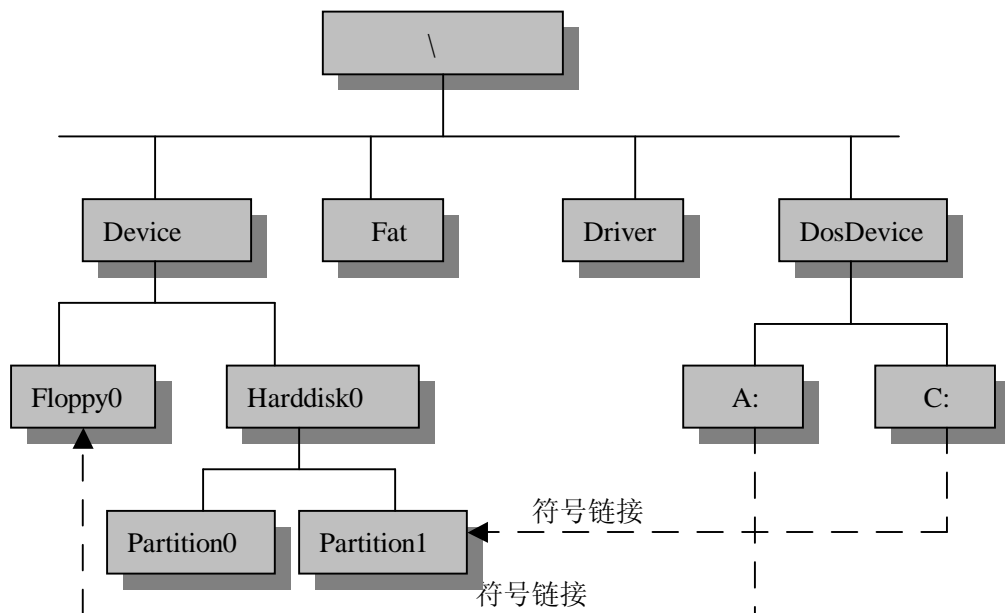 \
Device
Fat
Driver
DosDevice
Floppy0
Harddisk0
A:
C:
符号链接
Partition0
Partition1
符号链接